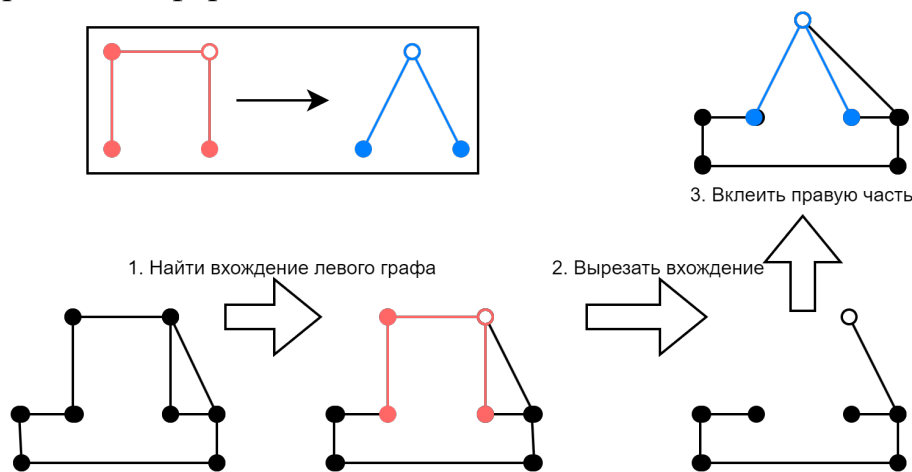 3. Вклеить правую часть
1. Найти вхождение левого графа
2. Вырезать вхождение